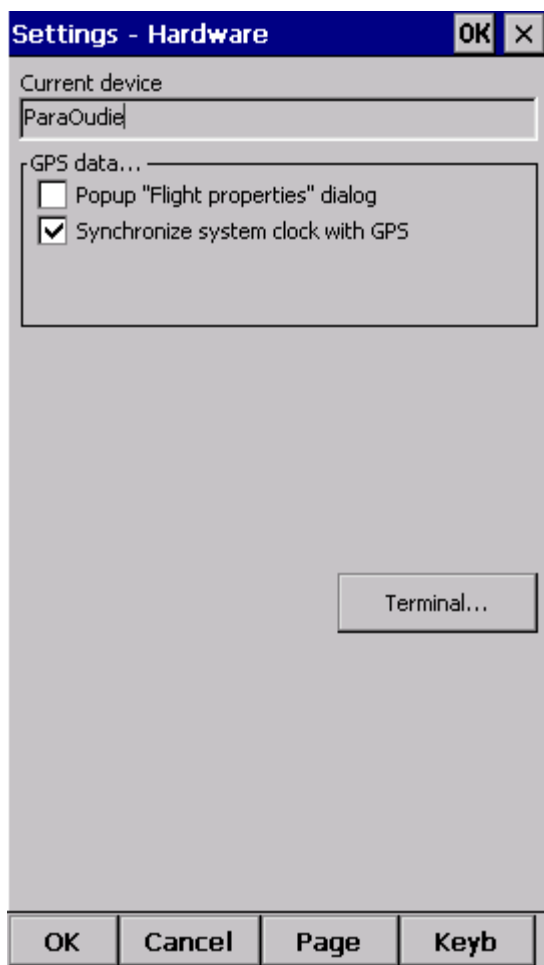 Settings - Hardware OK ×
Current device
ParaOudie
GPS data...
Popup "Flight properties" dialog
Synchronize system clock with GPS
Terminal...
OK Cancel Page Keyb